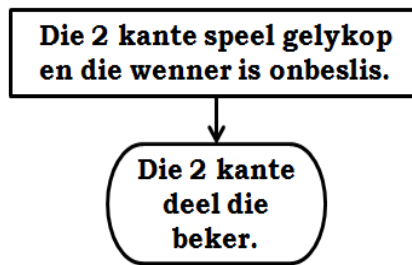 Die 2 kante speel gelykop
en die wenner is onbeslis.
Die 2 kante
deel die
beker.